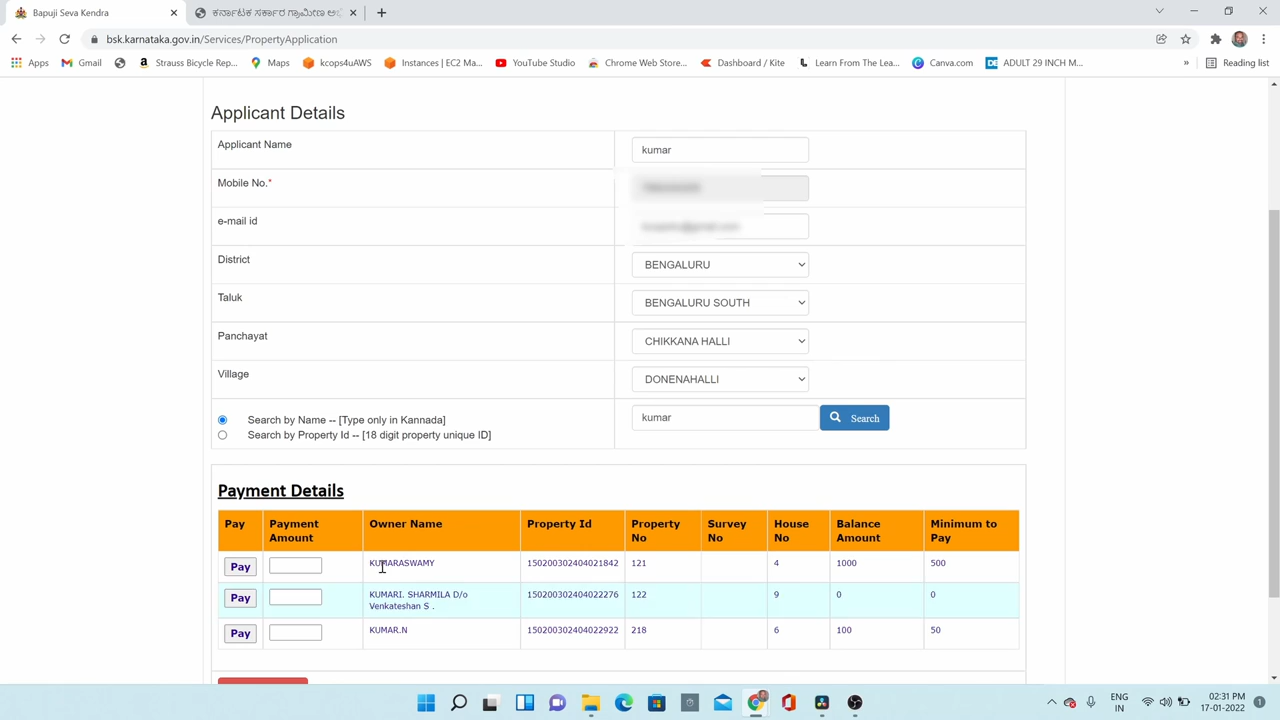 Bapuji Seva Kendra
ಕರ್ನಾಟಕ ಸರ್ಕಾರ ಗ್ರಾಮೀಣ ಅಭಿ
bsk.karnataka.gov.in/Services/PropertyApplication
Apps
Gmail
Strauss Bicycle Rep...
Maps
kcops4uAWS
Instances | EC2 Ma...
YouTube Studio
Chrome Web Store...
Dashboard / Kite
Learn From The Lea...
Canva.com
ADULT 29 INCH M...
»
Reading list
Applicant Details
Applicant Name kumar
Mobile No.*
e-mail id
District BENGALURU
Taluk BENGALURU SOUTH
Panchayat CHIKKANA HALLI
Village DONENAHALLI
Search by Name -- [Type only in Kannada] kumar Search
Search by Property Id -- [18 digit property unique ID]
Payment Details
Pay Payment Amount Owner Name Property Id Property No Survey No House No Balance Amount Minimum to Pay
Pay KUMARASWAMY 150200302404021842 121 4 1000 500
Pay KUMARI. SHARMILA D/o Venkateshan S . 150200302404022276 122 9 0 0
Pay KUMAR.N 150200302404022922 218 6 100 50
ENG
IN
02:31 PM
17-01-2022
1